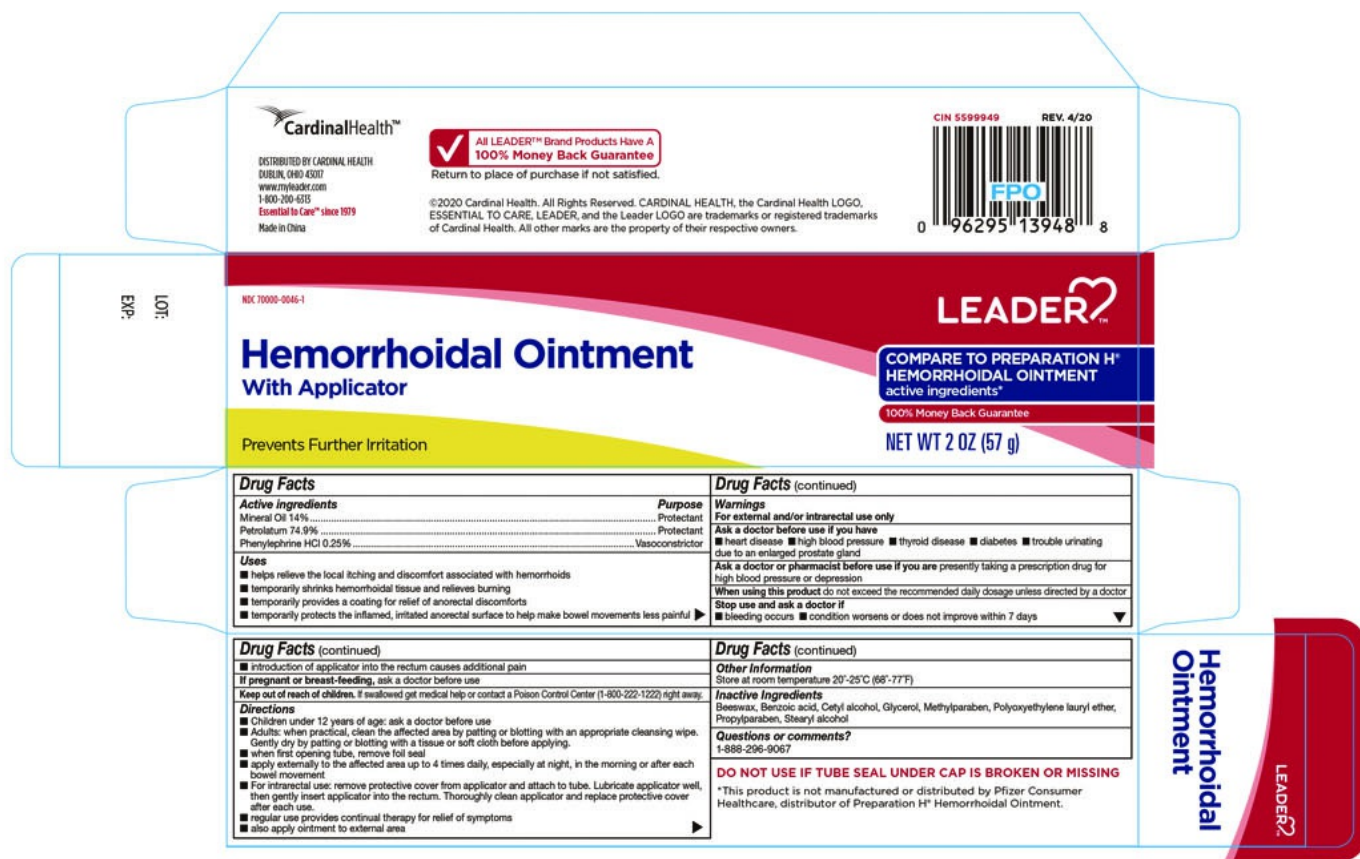 CardinalHealth™
DISTRIBUTED BY CARDINAL HEALTH
DUBLIN, OHIO 43017
www.myleader.com
1-800-200-6313
Essential to Care™ since 1979
Made in China
All LEADER™ Brand Products Have A
100% Money Back Guarantee
Return to place of purchase if not satisfied.
©2020 Cardinal Health. All Rights Reserved. CARDINAL HEALTH, the Cardinal Health LOGO,
ESSENTIAL TO CARE, LEADER, and the Leader LOGO are trademarks or registered trademarks
of Cardinal Health. All other marks are the property of their respective owners.
CIN 5599949 REV. 4/20
FPO
0 96295 13948 8
LOT:
EXP:
NDC 70000-0046-1
LEADER™
Hemorrhoidal Ointment
With Applicator
COMPARE TO PREPARATION H®
HEMORRHOIDAL OINTMENT
active ingredients*
100% Money Back Guarantee
Prevents Further Irritation
NET WT 2 OZ (57 g)
Drug Facts
Active ingredients Purpose
Mineral Oil 14%........Protectant
Petrolatum 74.9%........Protectant
Phenylephrine HCl 0.25%........Vasoconstrictor
Uses
■ helps relieve the local itching and discomfort associated with hemorrhoids
■ temporarily shrinks hemorrhoidal tissue and relieves burning
■ temporarily provides a coating for relief of anorectal discomforts
■ temporarily protects the inflamed, irritated anorectal surface to help make bowel movements less painful ▶
Drug Facts (continued)
Warnings
For external and/or intrarectal use only
Ask a doctor before use if you have
■ heart disease ■ high blood pressure ■ thyroid disease ■ diabetes ■ trouble urinating
due to an enlarged prostate gland
Ask a doctor or pharmacist before use if you are presently taking a prescription drug for
high blood pressure or depression
When using this product do not exceed the recommended daily dosage unless directed by a doctor
Stop use and ask a doctor if
■ bleeding occurs ■ condition worsens or does not improve within 7 days ▼
Drug Facts (continued)
■ introduction of applicator into the rectum causes additional pain
If pregnant or breast-feeding, ask a doctor before use
Keep out of reach of children. If swallowed get medical help or contact a Poison Control Center (1-800-222-1222) right away.
Directions
■ Children under 12 years of age: ask a doctor before use
■ Adults: when practical, clean the affected area by patting or blotting with an appropriate cleansing wipe.
Gently dry by patting or blotting with a tissue or soft cloth before applying.
■ when first opening tube, remove foil seal
■ apply externally to the affected area up to 4 times daily, especially at night, in the morning or after each
bowel movement
■ For intrarectal use: remove protective cover from applicator and attach to tube. Lubricate applicator well,
then gently insert applicator into the rectum. Thoroughly clean applicator and replace protective cover
after each use.
■ regular use provides continual therapy for relief of symptoms
■ also apply ointment to external area ▶
Drug Facts (continued)
Other Information
Store at room temperature 20˚-25˚C (68˚-77˚F)
Inactive Ingredients
Beeswax, Benzoic acid, Cetyl alcohol, Glycerol, Methylparaben, Polyoxyethylene lauryl ether,
Propylparaben, Stearyl alcohol
Questions or comments?
1-888-296-9067
DO NOT USE IF TUBE SEAL UNDER CAP IS BROKEN OR MISSING
*This product is not manufactured or distributed by Pfizer Consumer
Healthcare, distributor of Preparation H® Hemorrhoidal Ointment.
Hemorrhoidal
Ointment
LEADER™